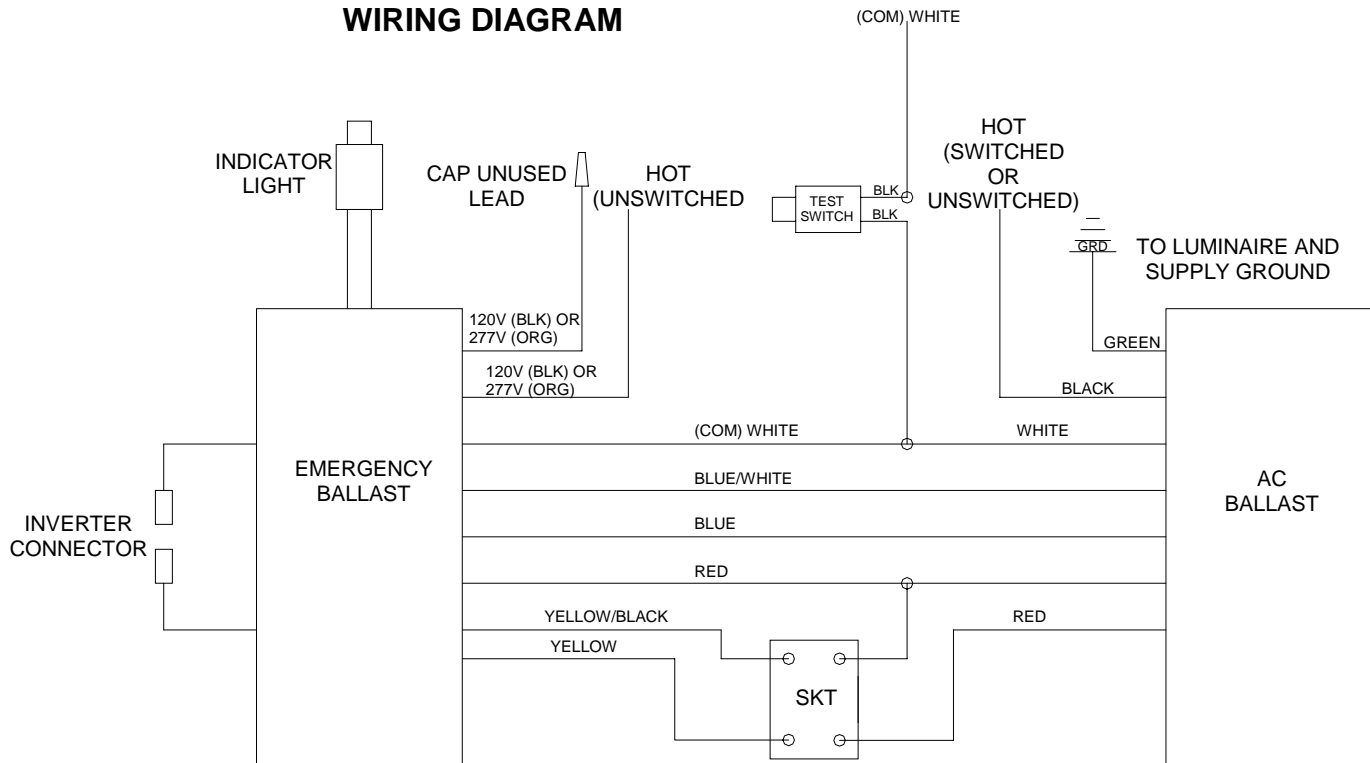 WIRING DIAGRAM
(COM) WHITE
INDICATOR
LIGHT
CAP UNUSED
LEAD
HOT
(UNSWITCHED
TEST
SWITCH
BLK
BLK
HOT
(SWITCHED
OR
UNSWITCHED)
GRD
TO LUMINAIRE AND
SUPPLY GROUND
120V (BLK) OR
277V (ORG)
120V (BLK) OR
277V (ORG)
GREEN
BLACK
(COM) WHITE
WHITE
EMERGENCY
BALLAST
BLUE/WHITE
AC
BALLAST
INVERTER
CONNECTOR
BLUE
RED
YELLOW/BLACK
RED
YELLOW
SKT